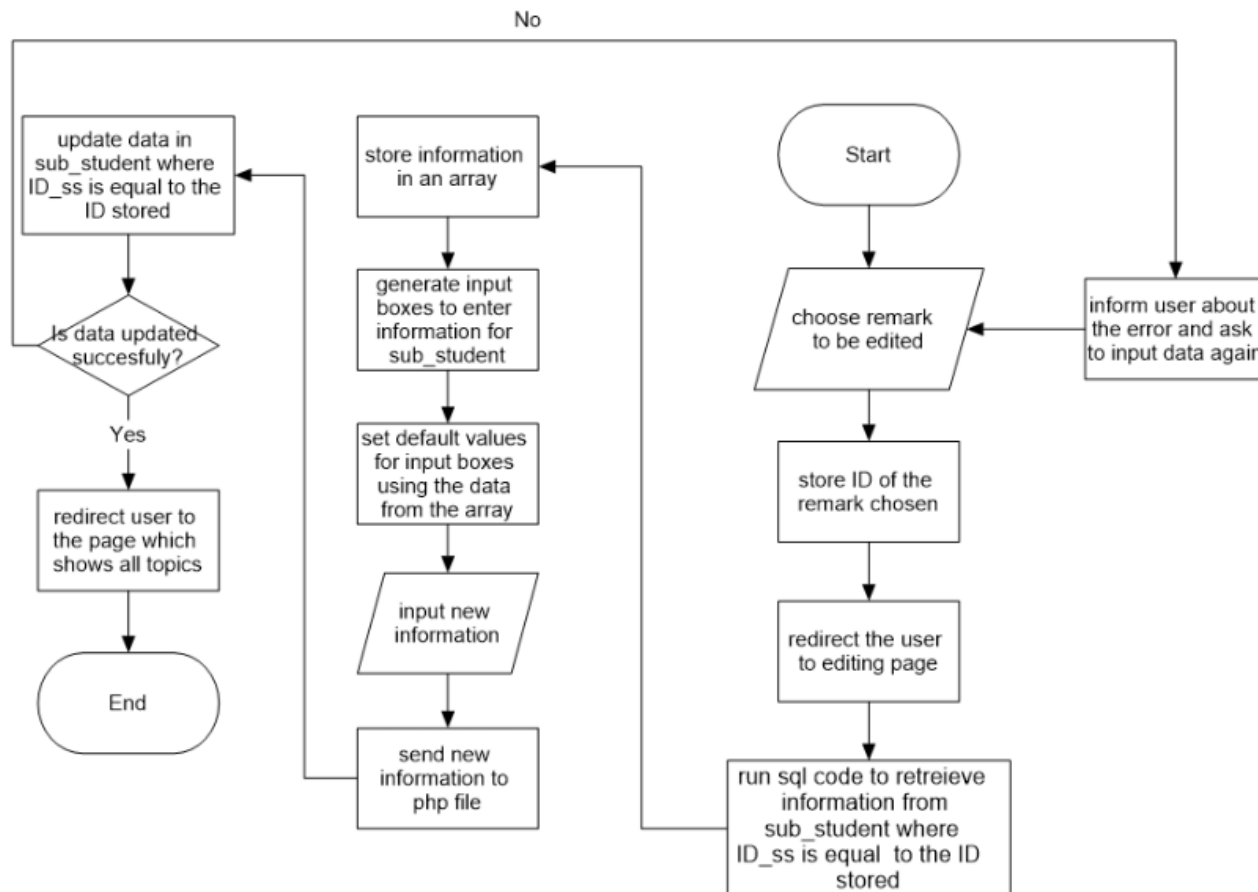 No
Start
choose remark
to be edited
store ID of the
remark chosen
redirect the user
to editing page
run sql code to retreieve
information from
sub_student where
ID_ss is equal to the ID
stored
store information
in an array
generate input
boxes to enter
information for
sub_student
set default values
for input boxes
using the data
from the array
input new
information
send new
information to
php file
update data in
sub_student where
ID_ss is equal to the
ID stored
Is data updated
succesfuly?
Yes
redirect user to
the page which
shows all topics
End
inform user about
the error and ask
to input data again